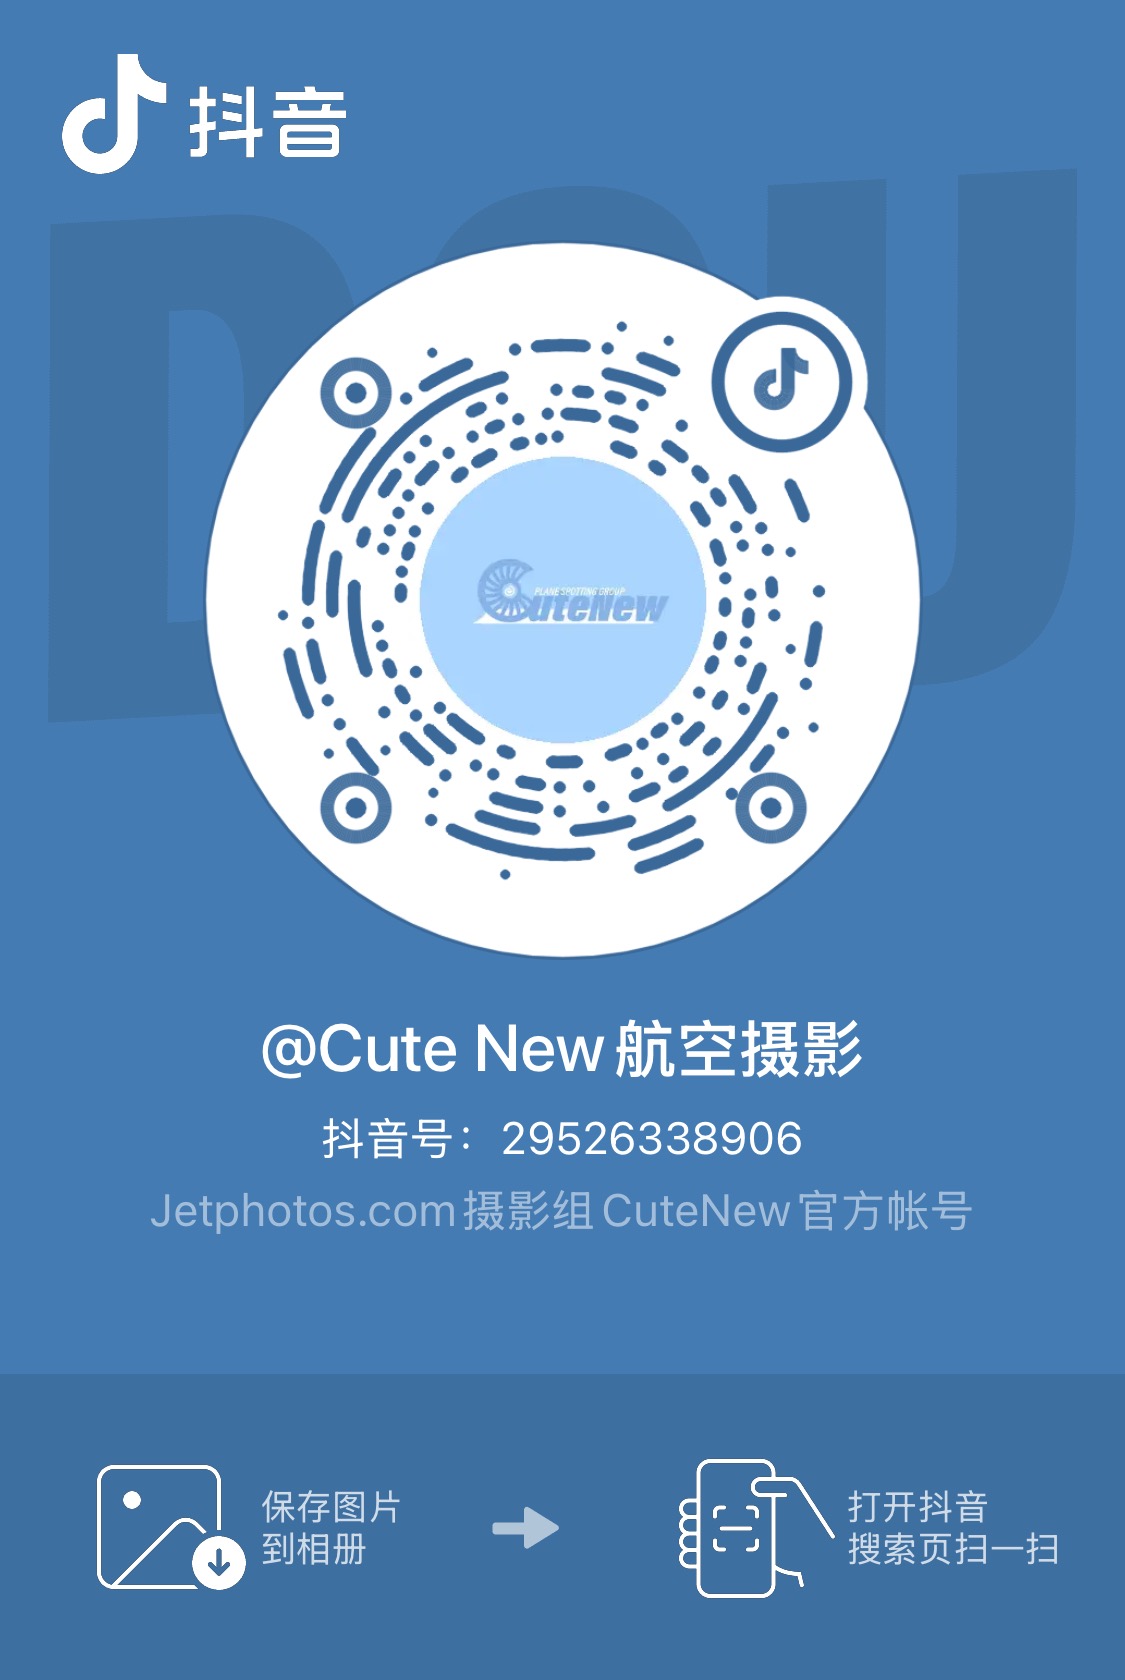 抖音
DOU
PLANE SPOTTING GROUP
CuteNew
@Cute New航空摄影
抖音号：29526338906
Jetphotos.com摄影组CuteNew官方帐号
保存图片
到相册
打开抖音
搜索页扫一扫